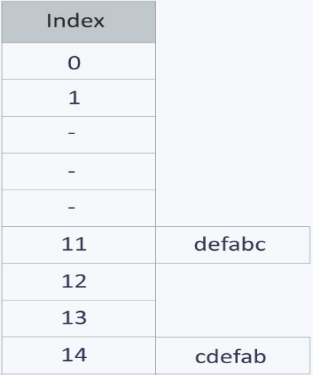 Index
0
1
-
-
-
11 defabc
12
13
14 cdefab